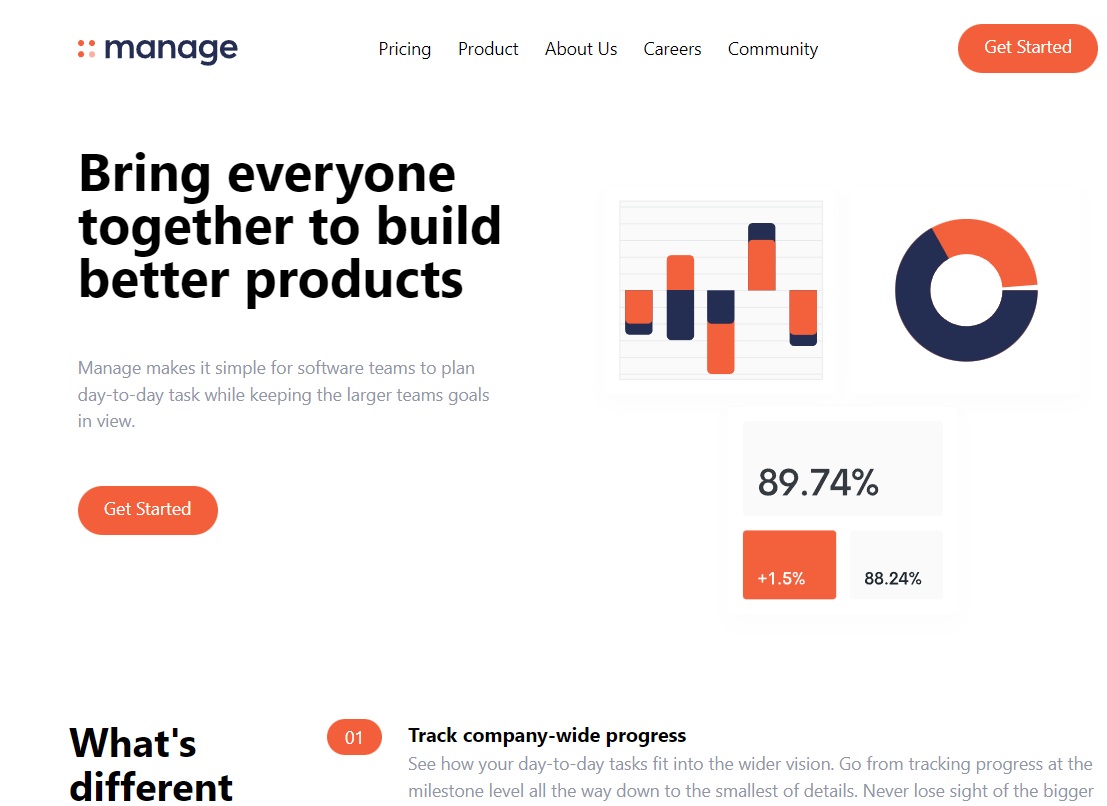 manage
Pricing Product About Us Careers Community
Get Started
Bring everyone
together to build
better products
Manage makes it simple for software teams to plan
day-to-day task while keeping the larger teams goals
in view.
Get Started
89.74%
+1.5%
88.24%
What's
different
01
Track company-wide progress
See how your day-to-day tasks fit into the wider vision. Go from tracking progress at the
milestone level all the way down to the smallest of details. Never lose sight of the bigger